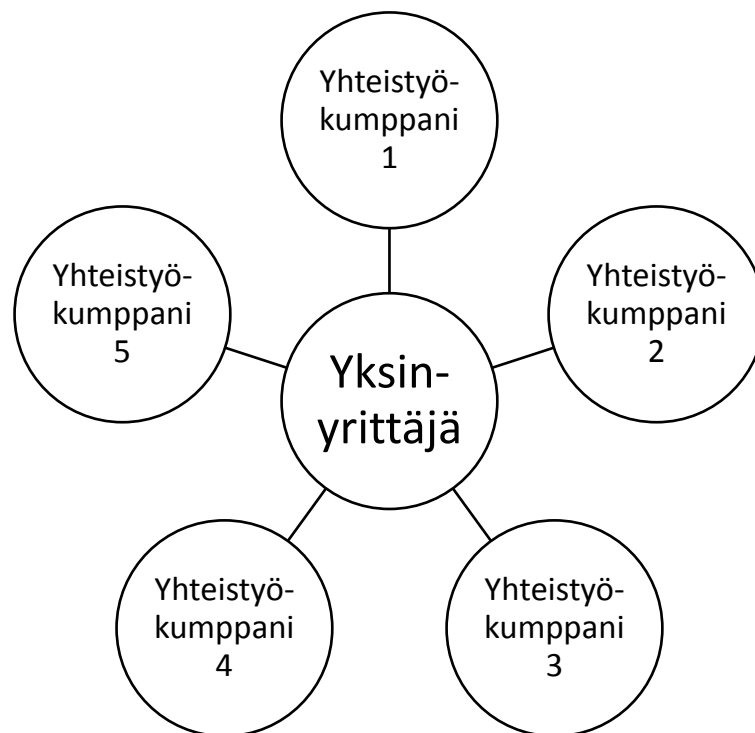 Yhteistyö-
kumppani
1
Yhteistyö-
kumppani
5
Yhteistyö-
kumppani
2
Yksin-
yrittäjä
Yhteistyö-
kumppani
4
Yhteistyö-
kumppani
3